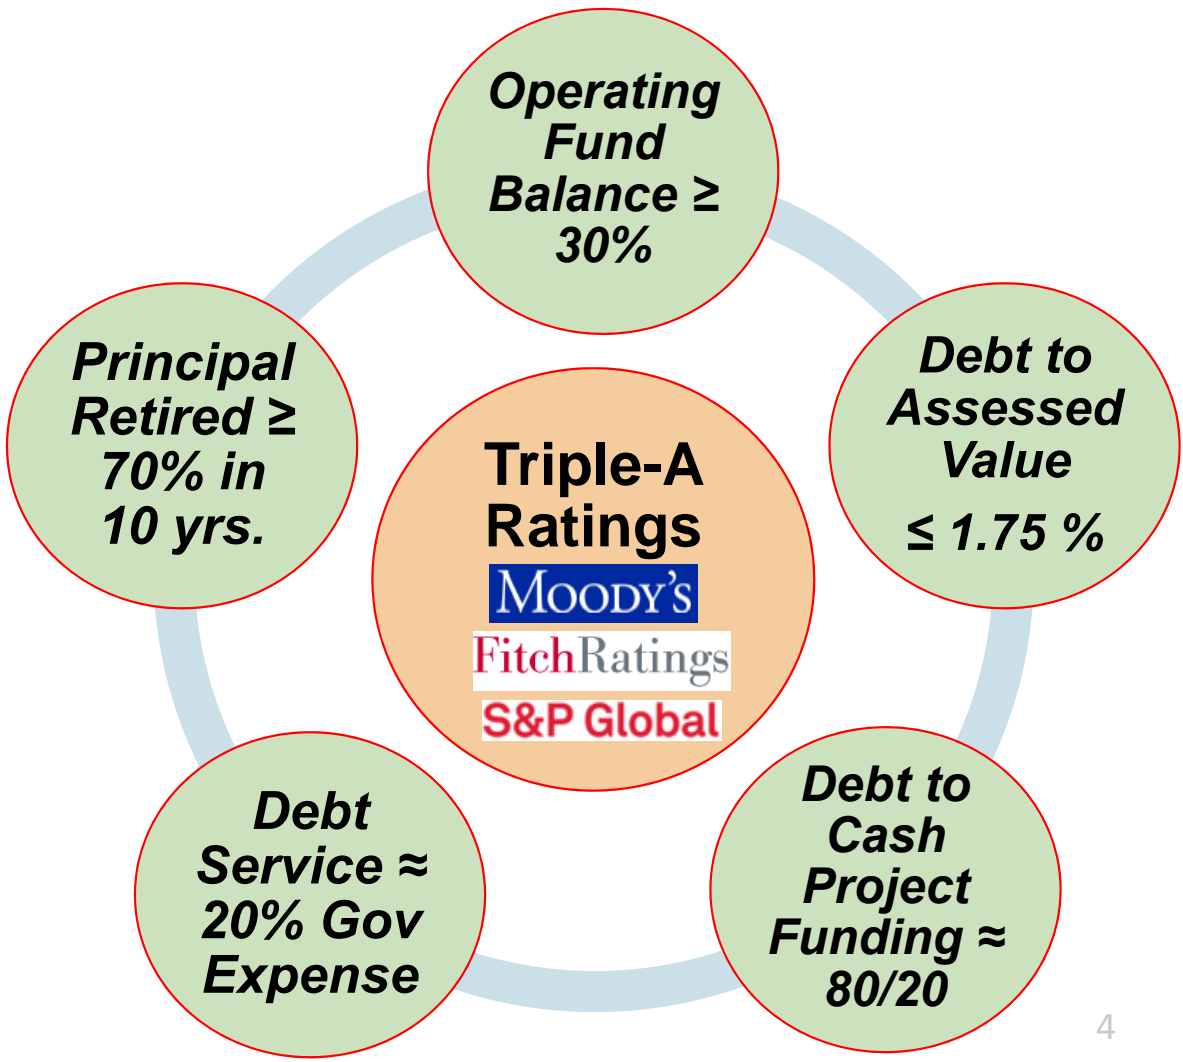 Operating
Fund
Balance ≥
30%
Debt to
Assessed
Value
≤ 1.75 %
Debt to
Cash
Project
Funding ≈
80/20
Debt
Service ≈
20% Gov
Expense
Principal
Retired ≥
70% in
10 yrs.
Triple-A
Ratings
MOODY'S
FitchRatings
S&P Global
4